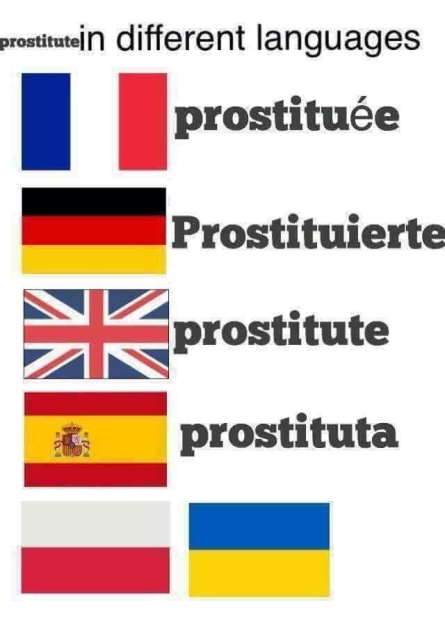 prostitute in different languages
prostituée
Prostituierte
prostitute
prostituta